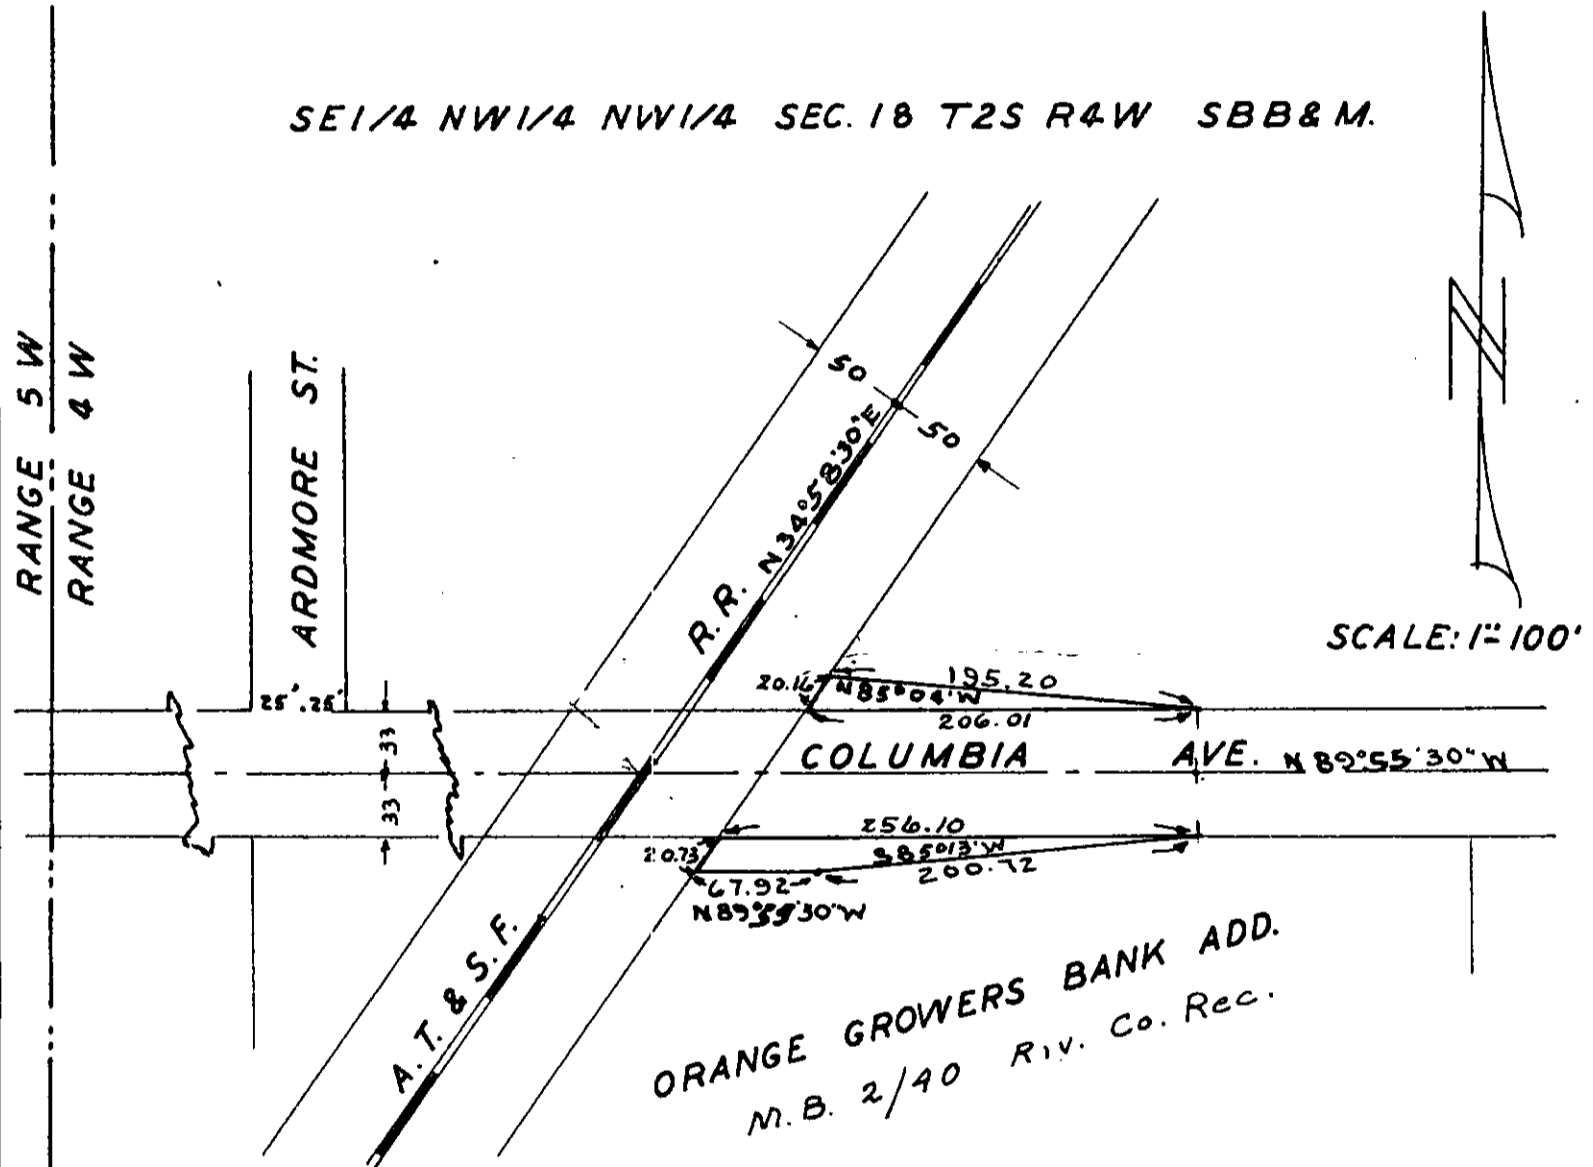 SE1/4 NW1/4 NW1/4 SEC. 18 T2S R4W SBB&M.
RANGE 5 W
RANGE 4 W
ARDMORE ST.
50
50
R.R. N34°58'30"E
SCALE: 1"=100'
25' 25'
33
33
20.16
195.20
N85°04'W
206.01
COLUMBIA AVE. N89°55'30"W
256.10
20.73
S85°13'W
200.72
67.92
A.T. & S.F.
ORANGE GROWERS BANK ADD.
M.B. 2/40 Riv. Co. Rec.